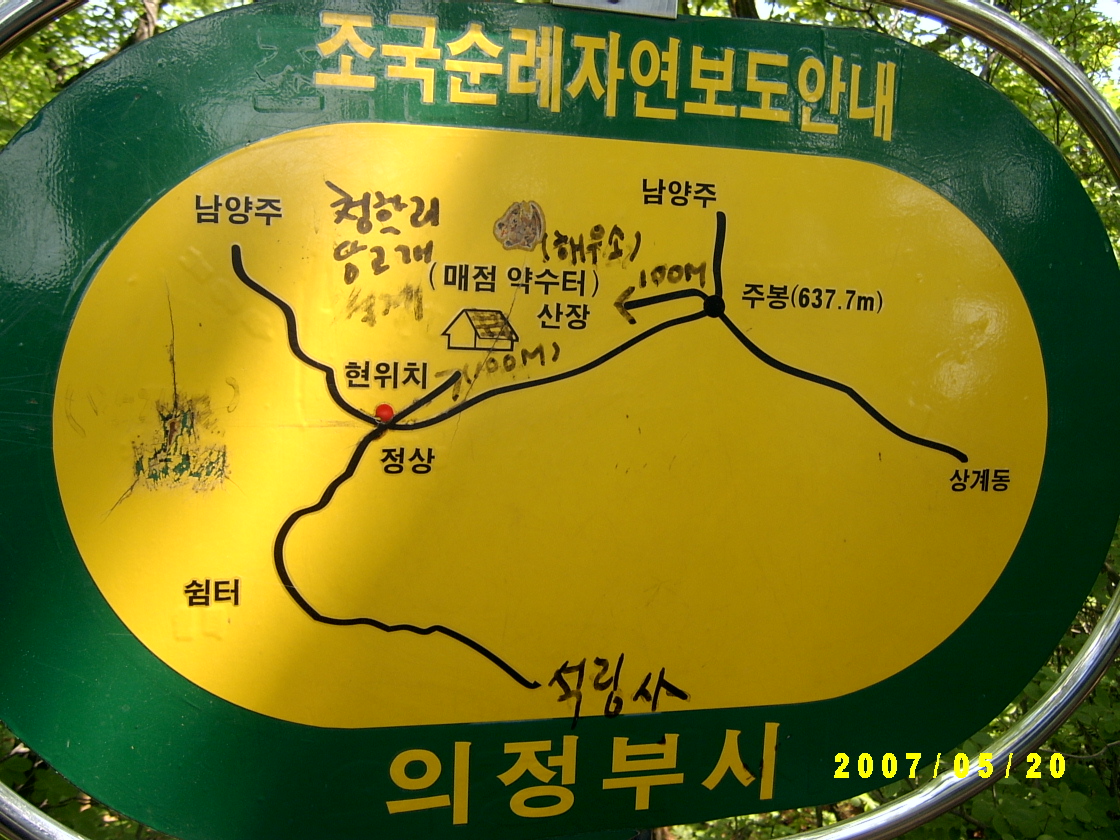 조국순례자연보도안내
남양주
남양주
청학리
당고개
(해우소)
100M
(매점 약수터)
산장
주봉(637.7m)
현위치
정상
상계동
쉼터
석림사
의정부시
2007/05/20